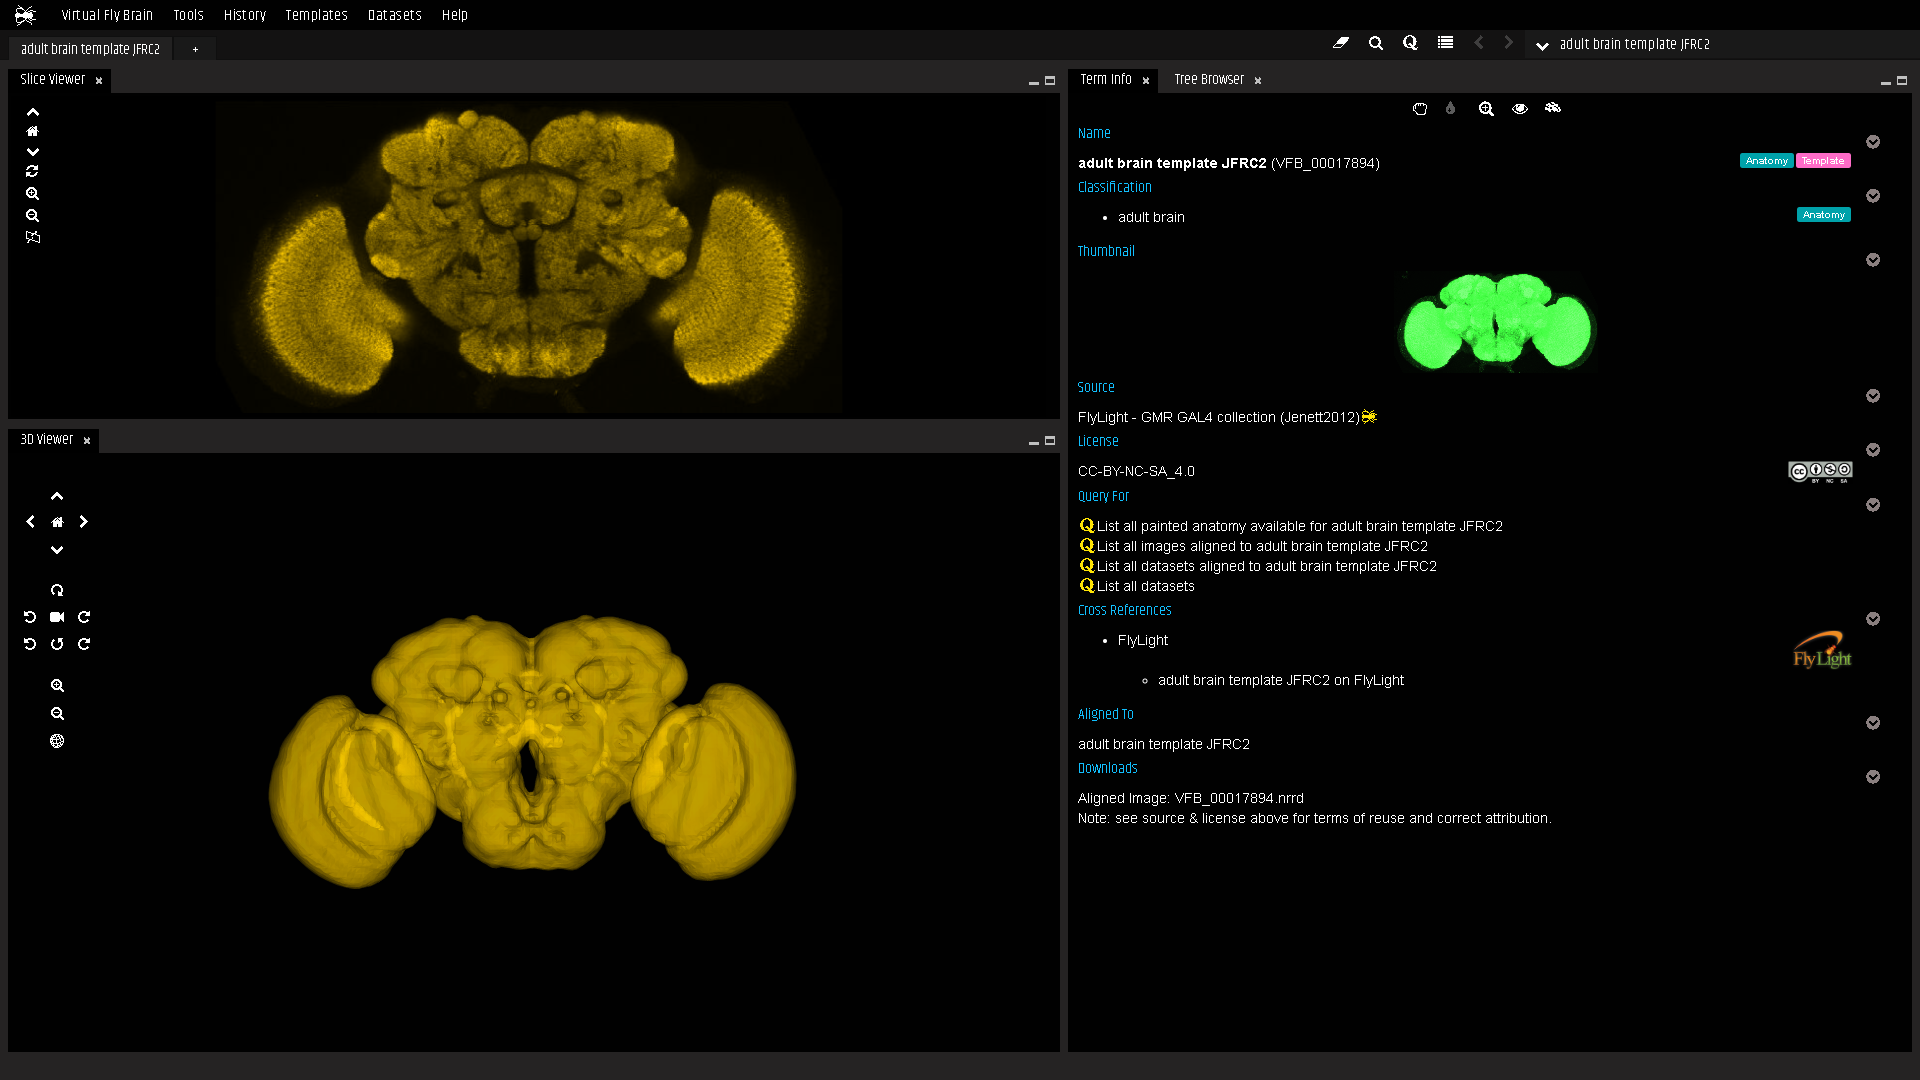 Virtual Fly Brain Tools History Templates Datasets Help
adult brain template JFRC2 +
adult brain template JFRC2
Slice Viewer
3D Viewer
Term Info Tree Browser
Name
adult brain template JFRC2 (VFB_00017894) Anatomy Template
Classification
• adult brain Anatomy
Thumbnail
Source
FlyLight - GMR GAL4 collection (Jenett2012)
License
CC-BY-NC-SA_4.0 cc BY NC SA
Query For
List all painted anatomy available for adult brain template JFRC2
List all images aligned to adult brain template JFRC2
List all datasets aligned to adult brain template JFRC2
List all datasets
Cross References
• FlyLight FlyLight
◦ adult brain template JFRC2 on FlyLight
Aligned To
adult brain template JFRC2
Downloads
Aligned Image: VFB_00017894.nrrd
Note: see source & license above for terms of reuse and correct attribution.